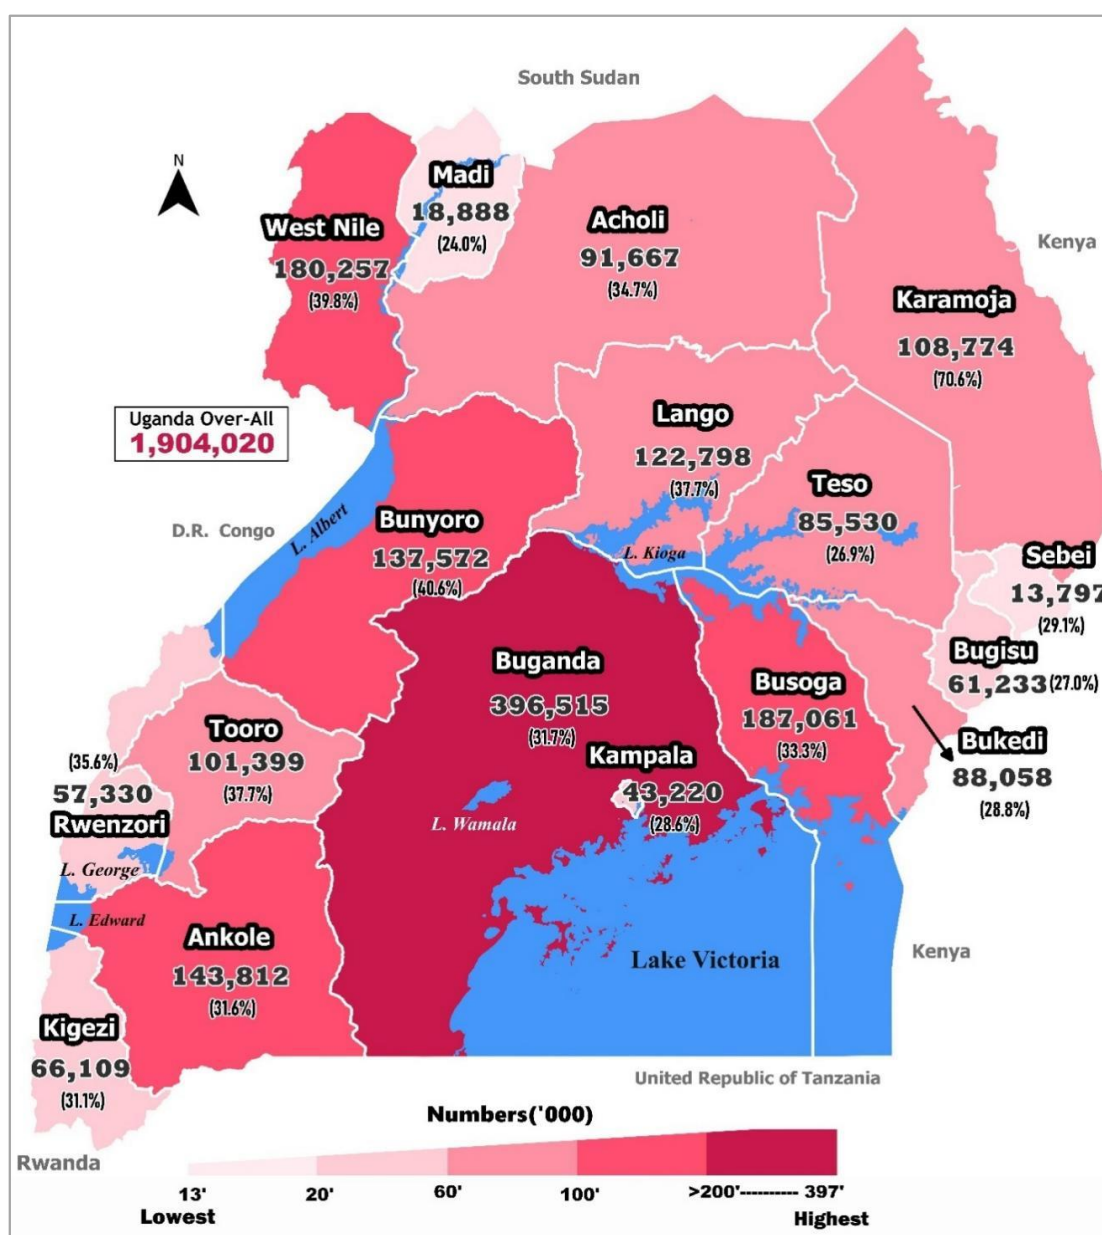 South Sudan
N
Madi
18,888
(24.0%)
West Nile
180,257
(39.8%)
Acholi
91,667
(34.7%)
Kenya
Karamoja
108,774
(70.6%)
Uganda Over-All
1,904,020
Lango
122,798
(37.7%)
Teso
85,530
(26.9%)
D.R. Congo
L. Albert
Bunyoro
137,572
(40.6%)
L. Kioga
Sebei
13,797
(29.1%)
Bugisu
61,233 (27.0%)
Buganda
396,515
(31.7%)
Busoga
187,061
(33.3%)
Bukedi
88,058
(28.8%)
Tooro
101,399
(37.7%)
(35.6%)
57,330
Rwenzori
Kampala
43,220
(28.6%)
L. Wamala
L. George
L. Edward
Ankole
143,812
(31.6%)
Lake Victoria
Kenya
Kigezi
66,109
(31.1%)
United Republic of Tanzania
Rwanda
Numbers('000)
13' 20' 60' 100' >200'---------- 397'
Lowest Highest